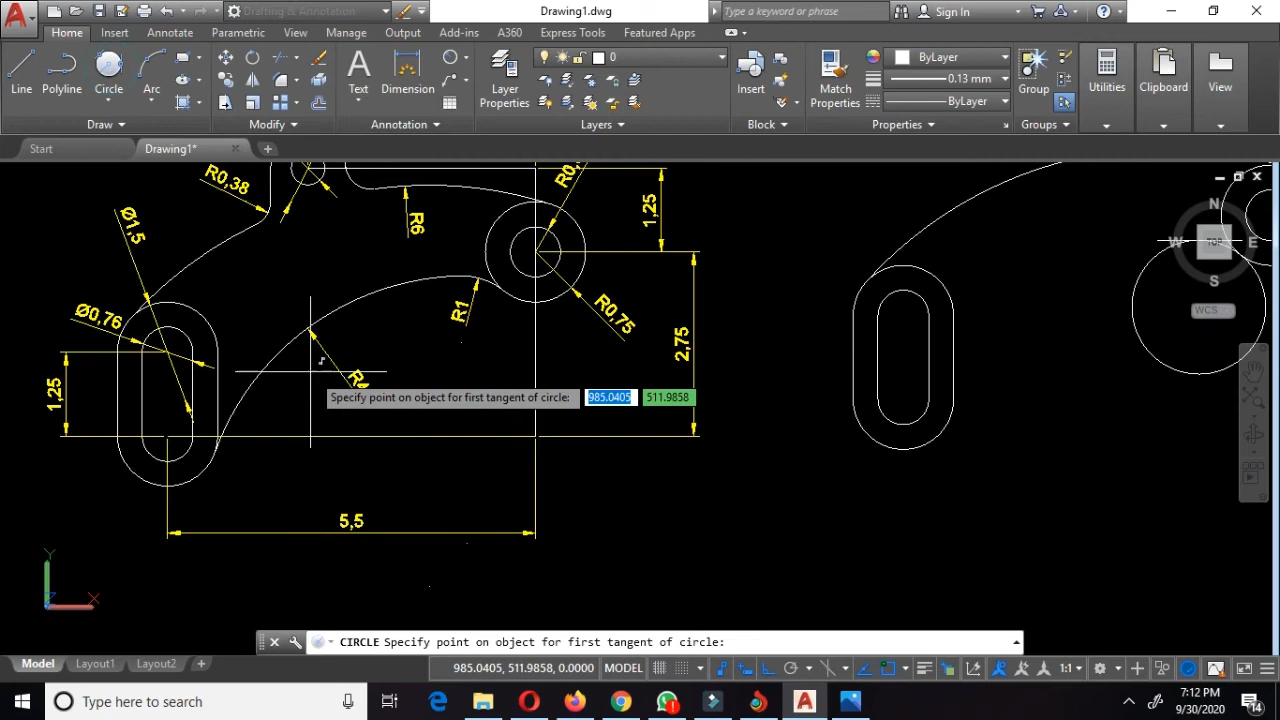 Drafting & Annotation
Drawing1.dwg
Type a keyword or phrase
Sign In
Home
Insert
Annotate
Parametric
View
Manage
Output
Add-ins
A360
Express Tools
Featured Apps
Line
Polyline
Circle
Arc
Text
Dimension
Layer
Properties
0
Insert
Match
Properties
ByLayer
0.13 mm
ByLayer
Group
Utilities
Clipboard
View
Draw
Modify
Annotation
Layers
Block
Properties
Groups
Start
Drawing1*
R0,38
R0,
Ø1,5
R6
1,25
N
W
TOP
E
S
WCS
Ø0,76
R1
R0,75
2,75
1,25
Specify point on object for first tangent of circle:
985.0405
511.9858
5,5
Y
X
CIRCLE Specify point on object for first tangent of circle:
Model
Layout1
Layout2
985.0405, 511.9858, 0.0000
MODEL
1:1
Type here to search
7:12 PM
9/30/2020
14